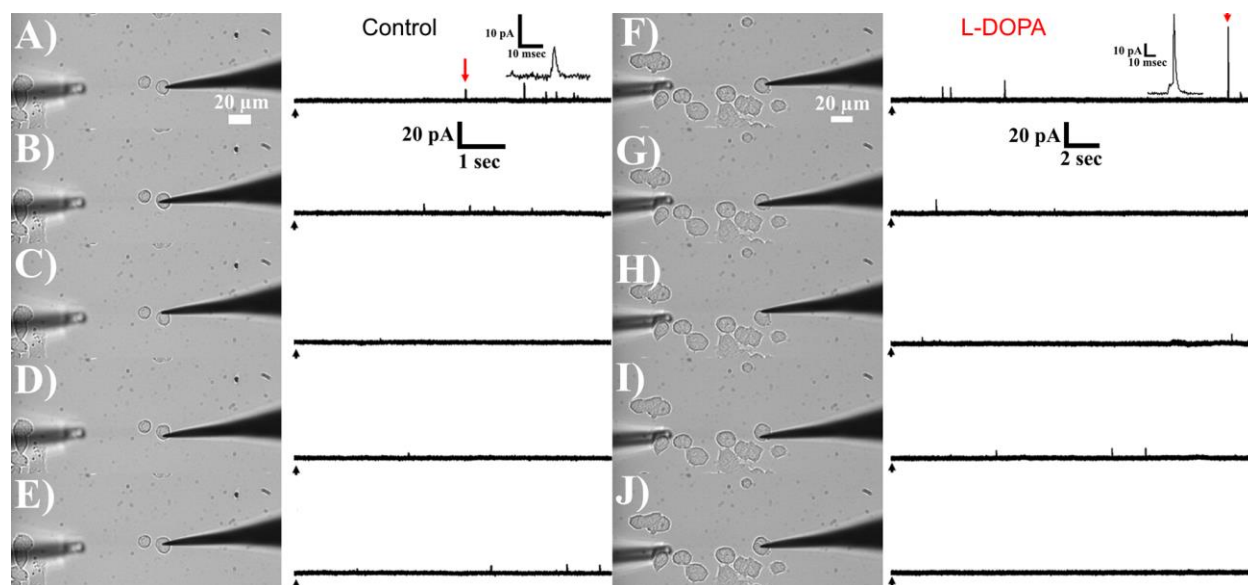 A)
Control
10 pA
10 msec
20 µm
B)
20 pA
1 sec
C)
D)
E)
F)
L-DOPA
10 pA
10 msec
20 µm
G)
20 pA
2 sec
H)
I)
J)